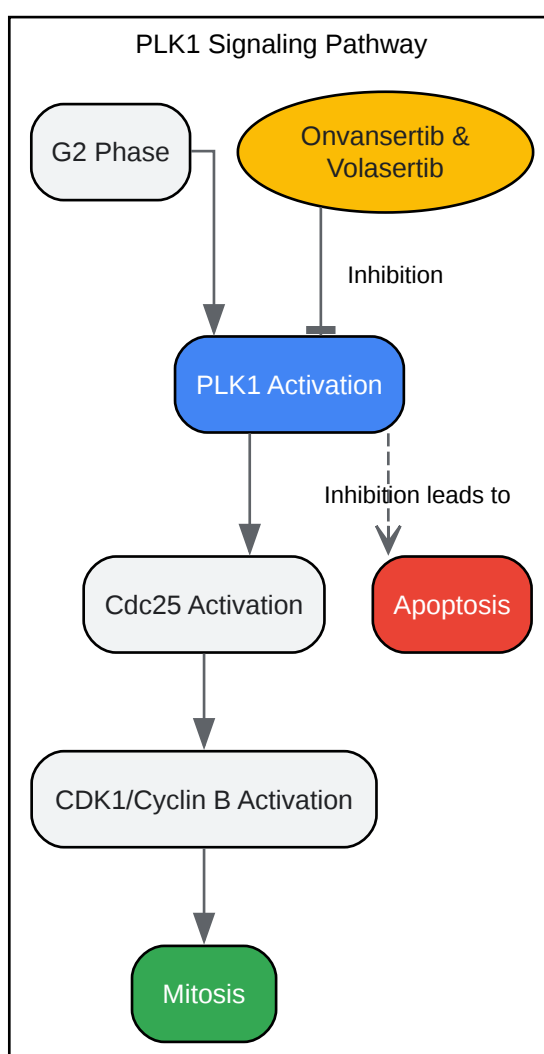 PLK1 Signaling Pathway
G2 Phase
Onvansertib &
Volasertib
Inhibition
PLK1 Activation
Inhibition leads to
Cdc25 Activation
Apoptosis
CDK1/Cyclin B Activation
Mitosis